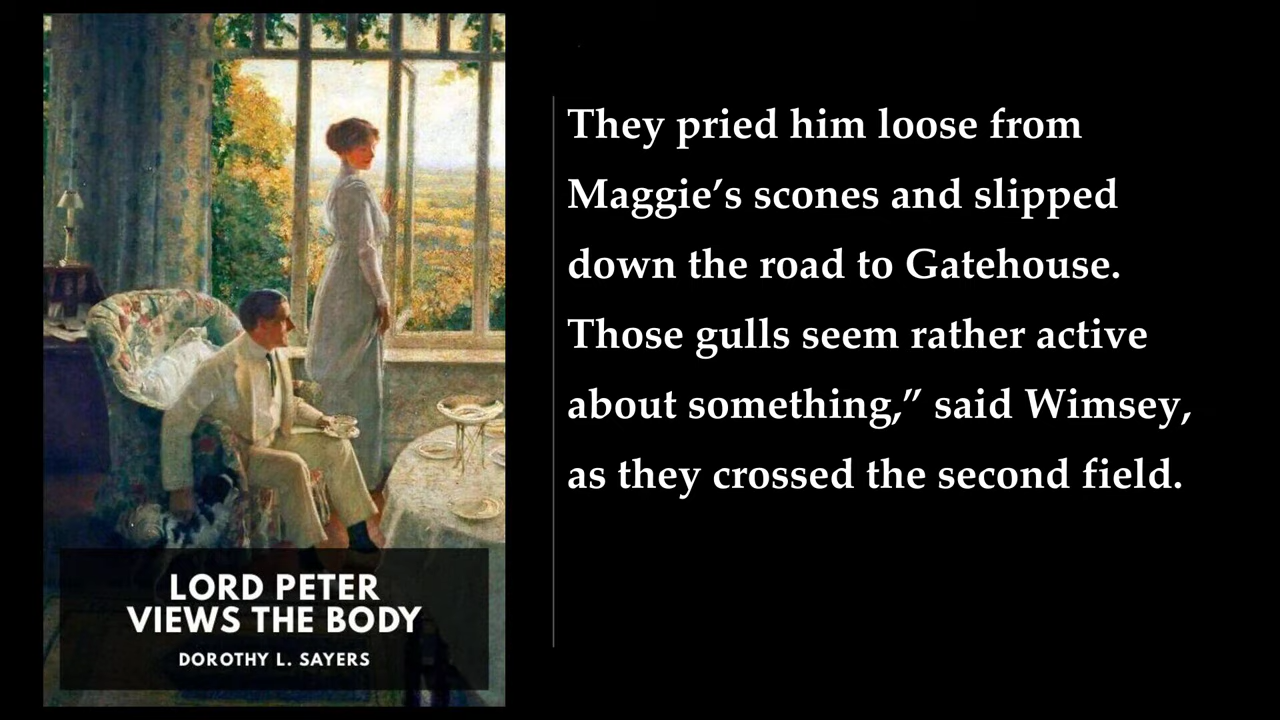 They pried him loose from
Maggie’s scones and slipped
down the road to Gatehouse.
Those gulls seem rather active
about something,” said Wimsey,
as they crossed the second field.
LORD PETER
VIEWS THE BODY
DOROTHY L. SAYERS